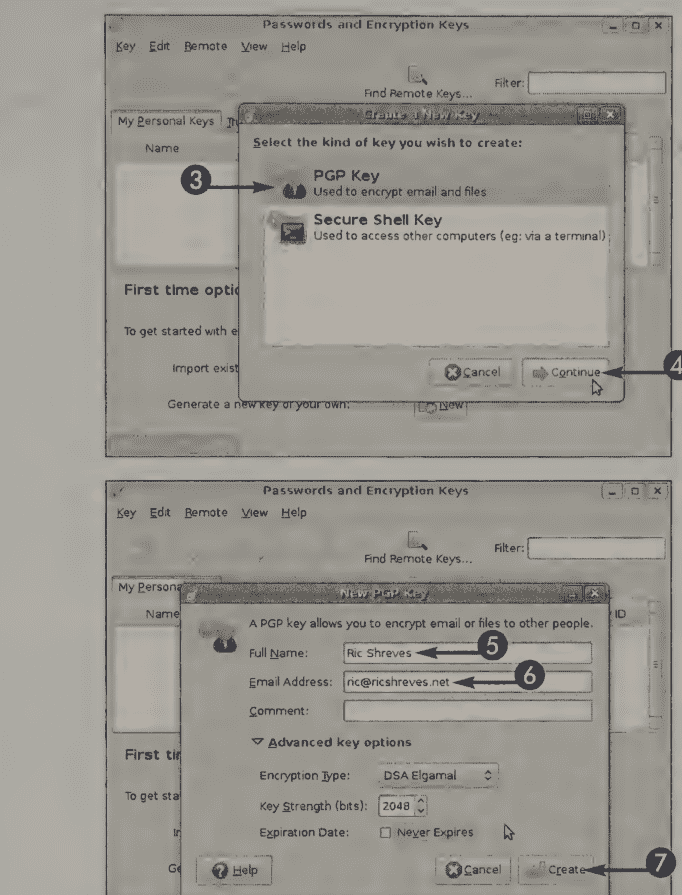 Passwords and Encryption Keys
Key Edit Remote View Help
Find Remote Keys...
Filter:
My Personal Keys
Create a New Key
Name
Select the kind of key you wish to create:
3
PGP Key
Used to encrypt email and files
Secure Shell Key
Used to access other computers (eg: via a terminal)
First time optio
To get started with e
Import exist
Cancel
Continue
4
Generate a new key of your own:
New
Passwords and Encryption Keys
Key Edit Remote View Help
Find Remote Keys...
Filter:
My Persona
New PGP Key
Name
ID
A PGP key allows you to encrypt email or files to other people.
Full Name: Ric Shreves
5
Email Address: ric@ricshreves.net
6
Comment:
Advanced key options
First tir
Encryption Type: DSA Elgamal
To get sta
Key Strength (bits): 2048
Expiration Date: Never Expires
Ir
Ge
Help
Cancel
Create
7